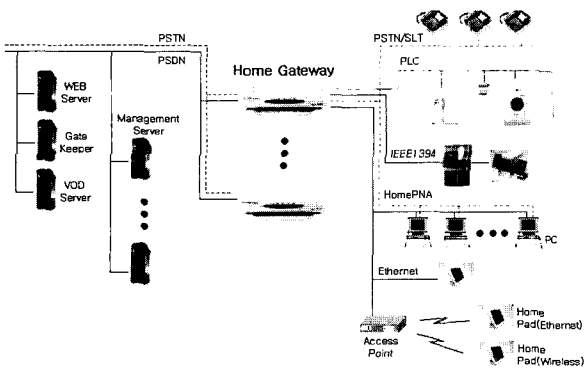 PSTN
PSDN
WEB
Server
Gate
Keeper
VOD
Server
Management
Server
Home Gateway
PSTN/SLT
PLC
IEEE1394
HomePNA
PC
Ethernet
Access
Point
Home
Pad(Ethernet)
Home
Pad(Wireless)